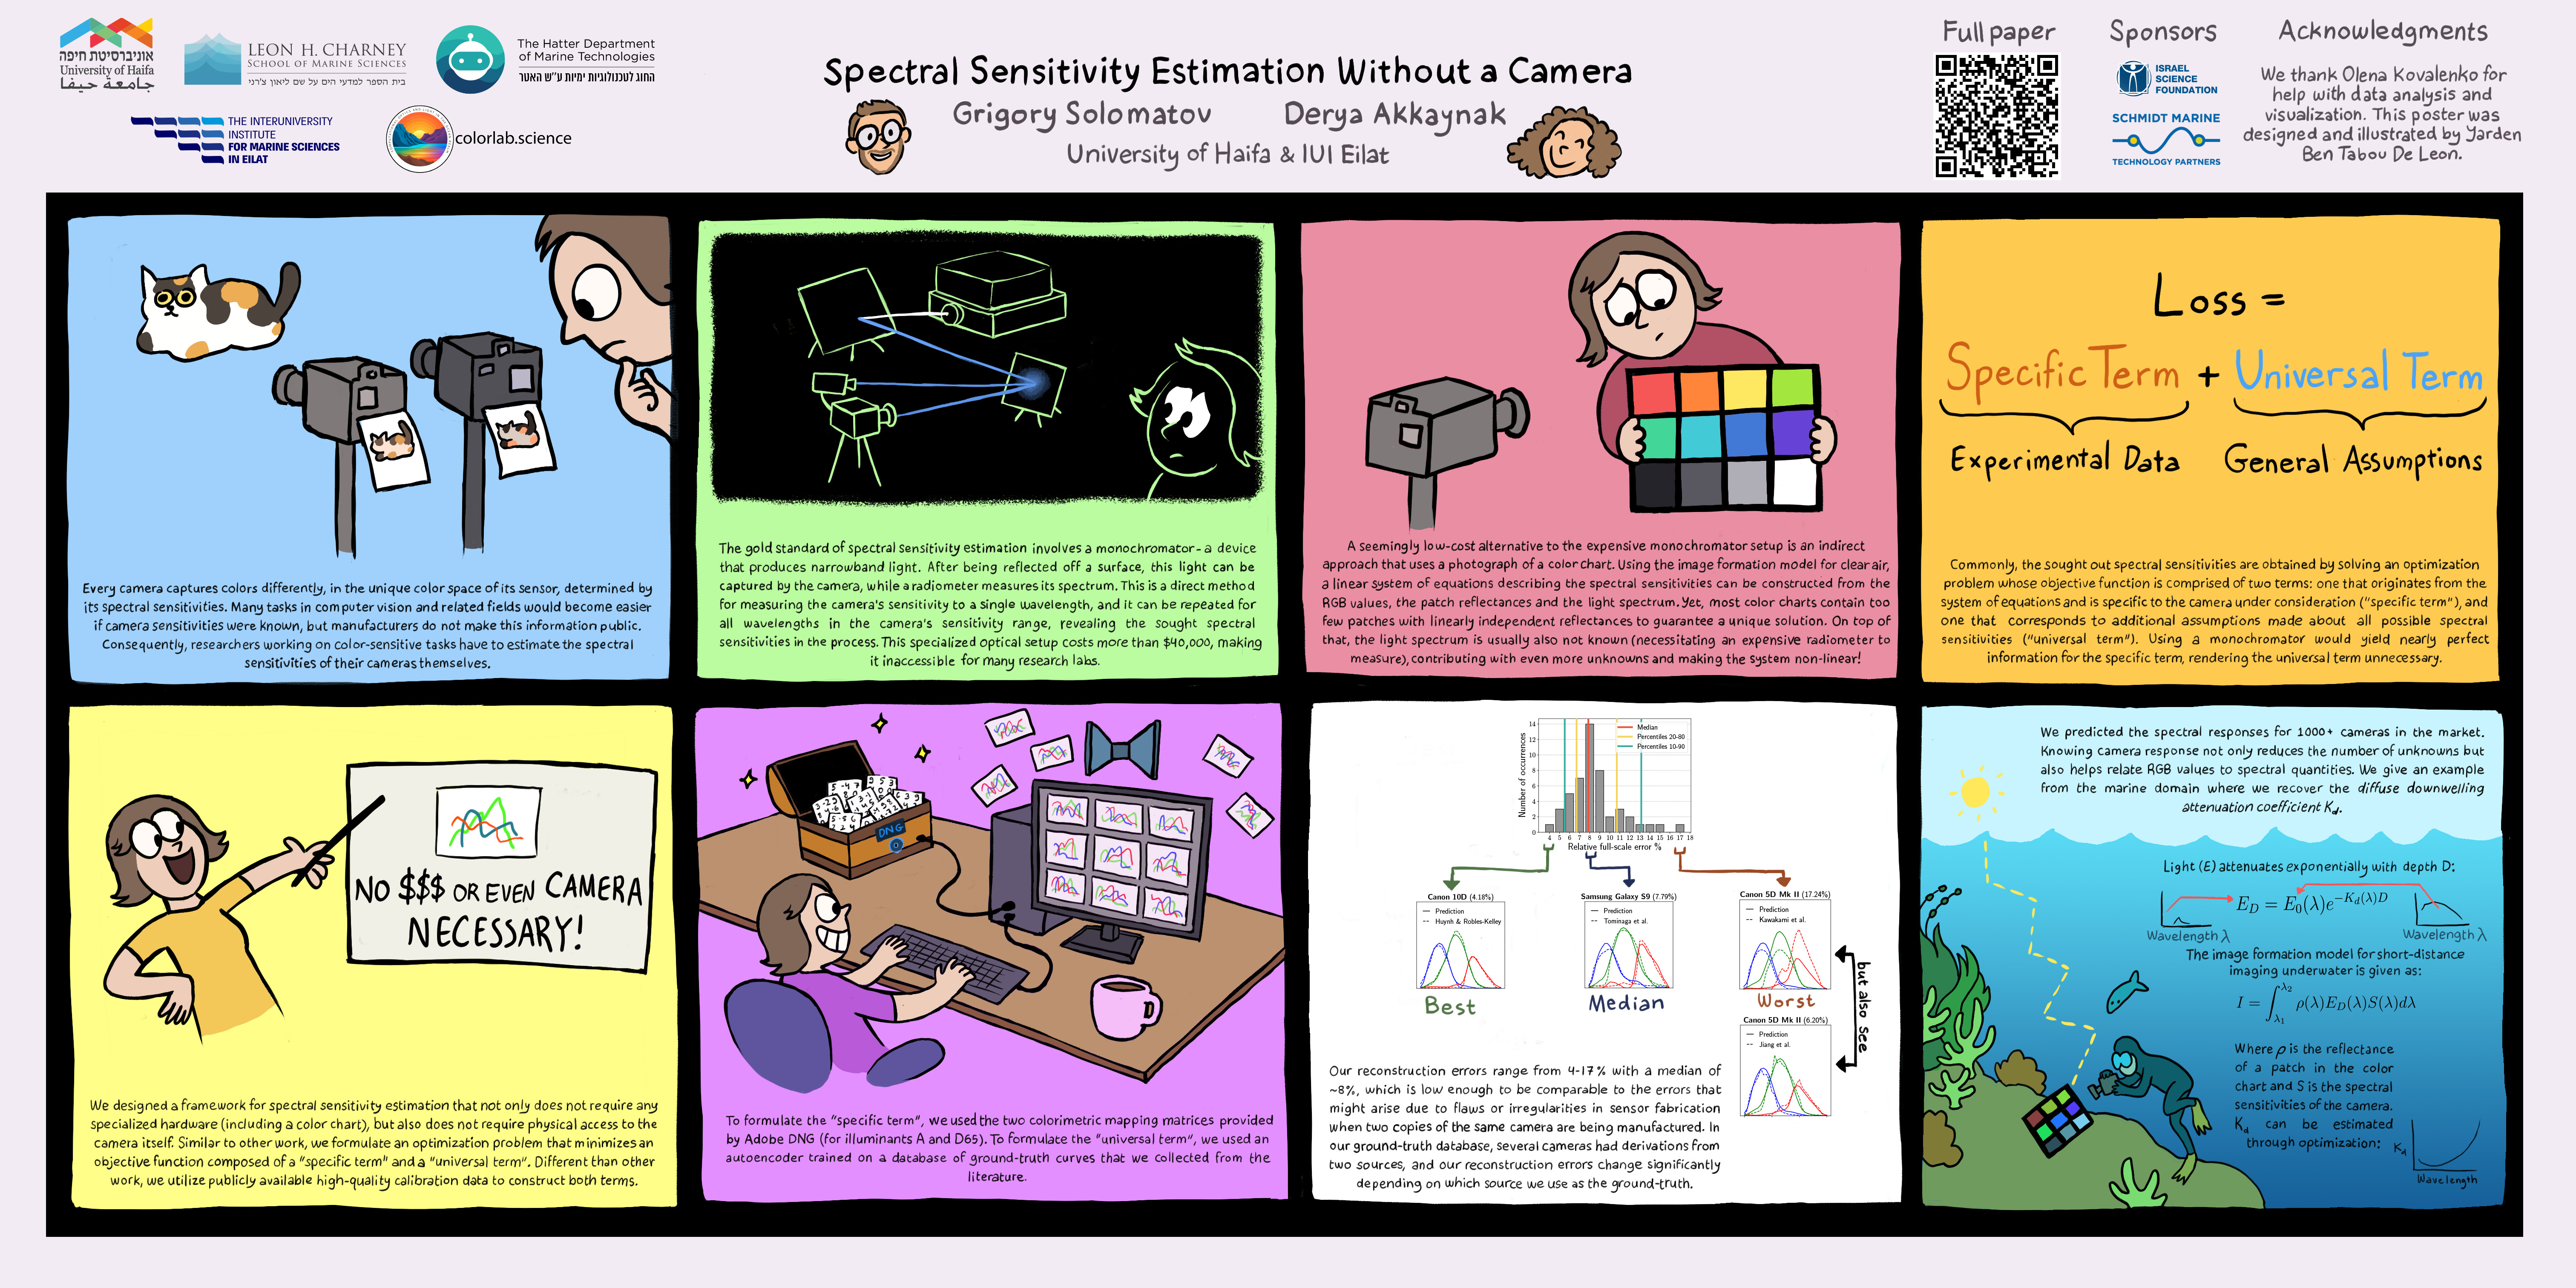 אוניברסיטת חיפה
University of Haifa
جامعة حيفا
LEON H. CHARNEY
SCHOOL OF MARINE SCIENCES
בית הספר למדעי הים על שם ליאון צ'רני
The Hatter Department
of Marine Technologies
החוג לטכנולוגיות ימיות ע"ש האטר
THE INTERUNIVERSITY
INSTITUTE
FOR MARINE SCIENCES
IN EILAT
colorlab.science
Spectral Sensitivity Estimation Without a Camera
Grigory Solomatov Derya Akkaynak
University of Haifa & IUI Eilat
Full paper
Sponsors
ISRAEL
SCIENCE
FOUNDATION
SCHMIDT MARINE
TECHNOLOGY PARTNERS
Acknowledgments
We thank Olena Kovalenko for
help with data analysis and
visualization. This poster was
designed and illustrated by Yarden
Ben Tabou De Leon.
Every camera captures colors differently, in the unique color space of its sensor, determined by
its spectral sensitivities. Many tasks in computer vision and related fields would become easier
if camera sensitivities were known, but manufacturers do not make this information public.
Consequently, researchers working on color-sensitive tasks have to estimate the spectral
sensitivities of their cameras themselves.
The gold standard of spectral sensitivity estimation involves a monochromator - a device
that produces narrowband light. After being reflected off a surface, this light can be
captured by the camera, while a radiometer measures its spectrum. This is a direct method
for measuring the camera's sensitivity to a single wavelength, and it can be repeated for
all wavelengths in the camera's sensitivity range, revealing the sought spectral
sensitivities in the process. This specialized optical setup costs more than $40,000, making
it inaccessible for many research labs.
A seemingly low-cost alternative to the expensive monochromator setup is an indirect
approach that uses a photograph of a color chart. Using the image formation model for clear air,
a linear system of equations describing the spectral sensitivities can be constructed from the
RGB values, the patch reflectances and the light spectrum. Yet, most color charts contain too
few patches with linearly independent reflectances to guarantee a unique solution. On top of
that, the light spectrum is usually also not known (necessitating an expensive radiometer to
measure), contributing with even more unknowns and making the system non-linear!
Loss =
Specific Term + Universal Term
Experimental Data General Assumptions
Commonly, the sought out spectral sensitivities are obtained by solving an optimization
problem whose objective function is comprised of two terms: one that originates from the
system of equations and is specific to the camera under consideration ("specific term"), and
one that corresponds to additional assumptions made about all possible spectral
sensitivities ("universal term"). Using a monochromator would yield nearly perfect
information for the specific term, rendering the universal term unnecessary.
NO $$$ OR EVEN CAMERA
NECESSARY!
We designed a framework for spectral sensitivity estimation that not only does not require any
specialized hardware (including a color chart), but also does not require physical access to the
camera itself. Similar to other work, we formulate an optimization problem that minimizes an
objective function composed of a "specific term" and a "universal term". Different than other
work, we utilize publicly available high-quality calibration data to construct both terms.
DNG
To formulate the "specific term", we used the two colorimetric mapping matrices provided
by Adobe DNG (for illuminants A and D65). To formulate the "universal term", we used an
autoencoder trained on a database of ground-truth curves that we collected from the
literature.
Number of occurrences
14
12
10
8
6
4
2
0
Median
Percentiles 20-80
Percentiles 10-90
4 5 6 7 8 9 10 11 12 13 14 15 16 17 18
Relative full-scale error %
Canon 10D (4.18%)
Prediction
Huynh & Robles-Kelley
Best
Samsung Galaxy S9 (7.79%)
Prediction
Tominaga et al.
Median
Canon 5D Mk II (17.24%)
Prediction
Kawakami et al.
Worst
but also see
Canon 5D Mk II (6.20%)
Prediction
Jiang et al.
Our reconstruction errors range from 4-17% with a median of
~8%, which is low enough to be comparable to the errors that
might arise due to flaws or irregularities in sensor fabrication
when two copies of the same camera are being manufactured. In
our ground-truth database, several cameras had derivations from
two sources, and our reconstruction errors change significantly
depending on which source we use as the ground-truth.
We predicted the spectral responses for 1000+ cameras in the market.
Knowing camera response not only reduces the number of unknowns but
also helps relate RGB values to spectral quantities. We give an example
from the marine domain where we recover the diffuse downwelling
attenuation coefficient Kd.
Light (E) attenuates exponentially with depth D:
E_D = E_0(λ)e^{-K_d(λ)D}
Wavelength λ
Wavelength λ
The image formation model for short-distance
imaging underwater is given as:
I = ∫_{λ1}^{λ2} ρ(λ)E_D(λ)S(λ)dλ
Where ρ is the reflectance
of a patch in the color
chart and S is the spectral
sensitivities of the camera.
Kd can be estimated
through optimization:
Kd
Wavelength